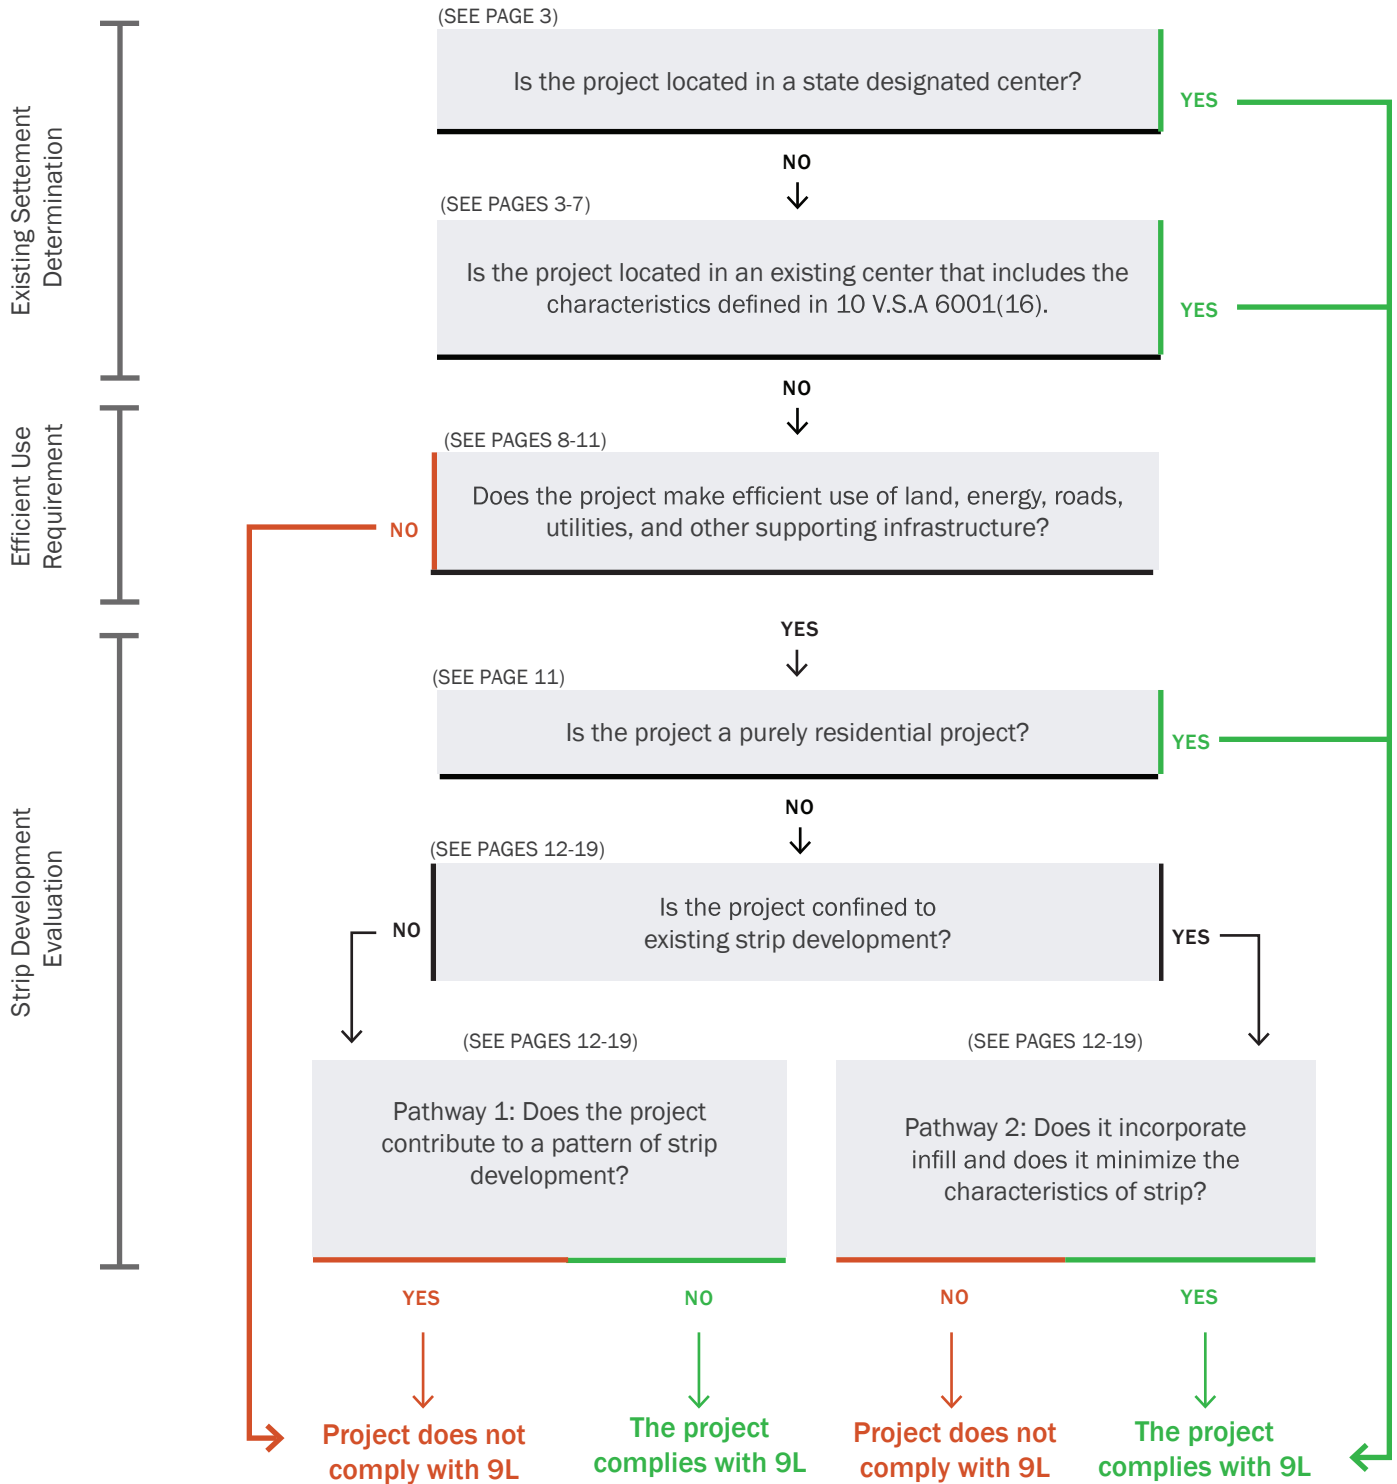 (SEE PAGE 3)
Is the project located in a state designated center?
YES
NO
Existing Settement
Determination
(SEE PAGES 3-7)
Is the project located in an existing center that includes the
characteristics defined in 10 V.S.A 6001(16).
YES
NO
Efficient Use
Requirement
(SEE PAGES 8-11)
Does the project make efficient use of land, energy, roads,
utilities, and other supporting infrastructure?
NO
YES
Strip Development
Evaluation
(SEE PAGE 11)
Is the project a purely residential project?
YES
NO
(SEE PAGES 12-19)
Is the project confined to
existing strip development?
NO
YES
(SEE PAGES 12-19)
Pathway 1: Does the project
contribute to a pattern of strip
development?
(SEE PAGES 12-19)
Pathway 2: Does it incorporate
infill and does it minimize the
characteristics of strip?
YES
NO
NO
YES
Project does not
comply with 9L
The project
complies with 9L
Project does not
comply with 9L
The project
complies with 9L